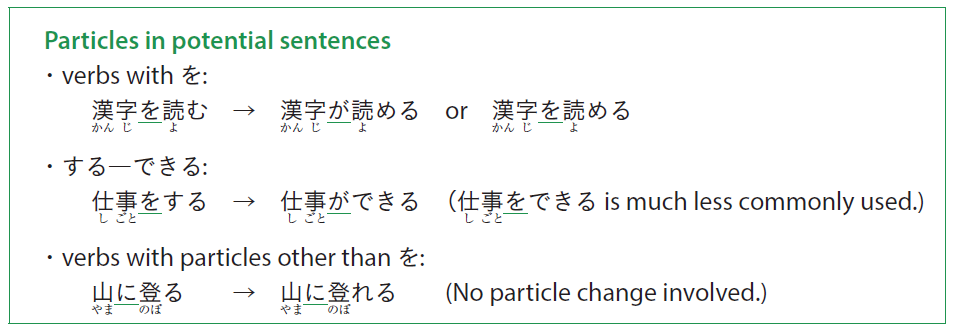 Particles in potential sentences
・verbs with を:
漢字を読む → 漢字が読める or 漢字を読める
かん じ よ かん じ よ かん じ よ
・する―できる:
仕事をする → 仕事ができる (仕事をできる is much less commonly used.)
し ごと し ごと し ごと
・verbs with particles other than を:
山に登る → 山に登れる (No particle change involved.)
やま のぼ やま のぼ